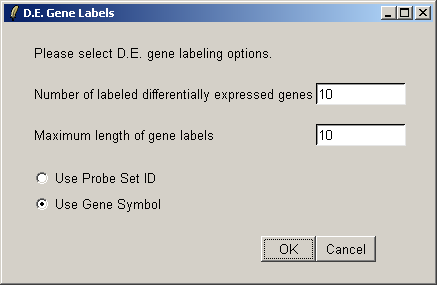 D.E. Gene Labels
Please select D.E. gene labeling options.
Number of labeled differentially expressed genes 10
Maximum length of gene labels 10
Use Probe Set ID
Use Gene Symbol
OK Cancel